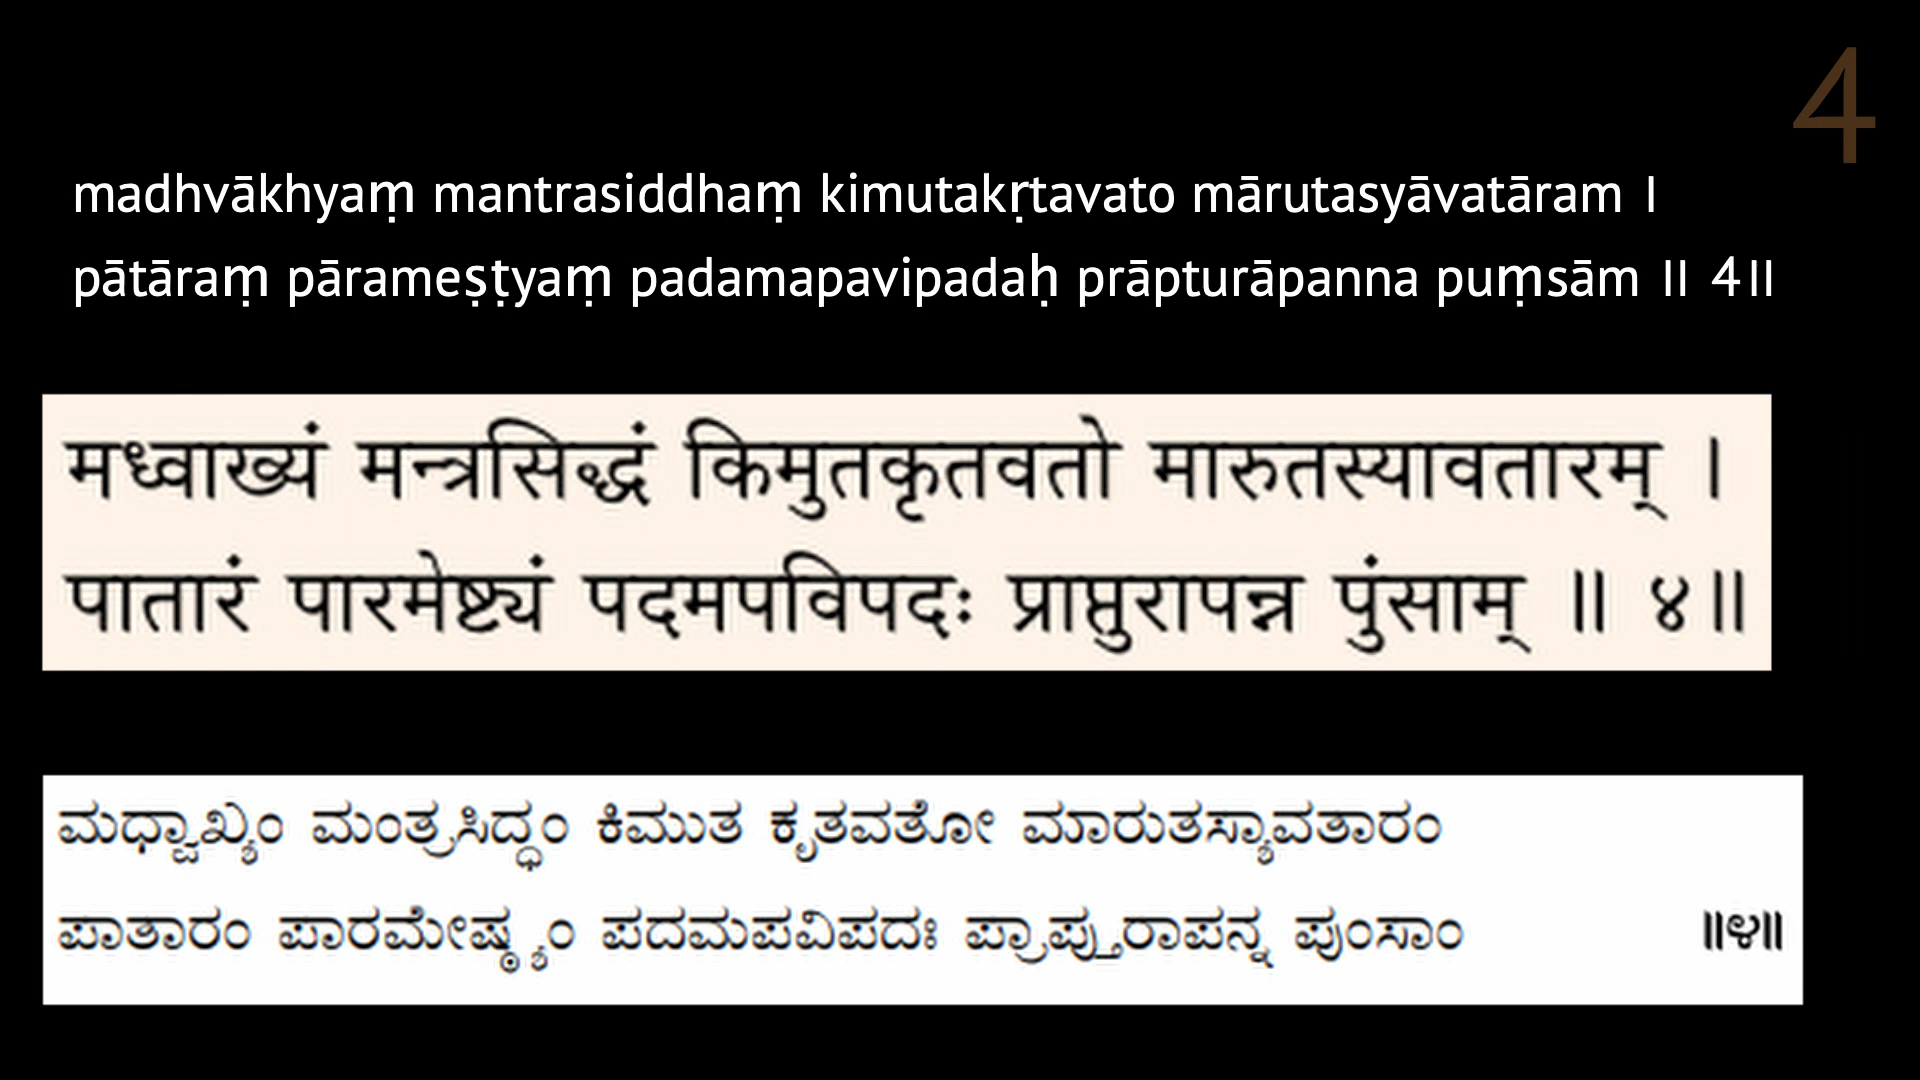 4
madhvākhyaṃ mantrasiddhaṃ kimutakṛtavato mārutasyāvatāram ।
pātāraṃ pārameṣṭyaṃ padamapavipadaḥ prāpturāpanna puṃsām ॥ 4॥
मध्वाख्यं मन्त्रसिद्धं किमुतकृतवतो मारुतस्यावतारम् ।
पातारं पारमेष्ट्यं पदमपविपदः प्राप्तुरापन्न पुंसाम् ॥ ४॥
ಮಧ್ವಾಖ್ಯಂ ಮಂತ್ರಸಿದ್ಧಂ ಕಿಮುತ ಕೃತವತೋ ಮಾರುತಸ್ಯಾವತಾರಂ
ಪಾತಾರಂ ಪಾರಮೇಷ್ಠ್ಯಂ ಪದಮಪವಿಪದಃ ಪ್ರಾಪ್ತುರಾಪನ್ನ ಪುಂಸಾಂ ॥೪॥